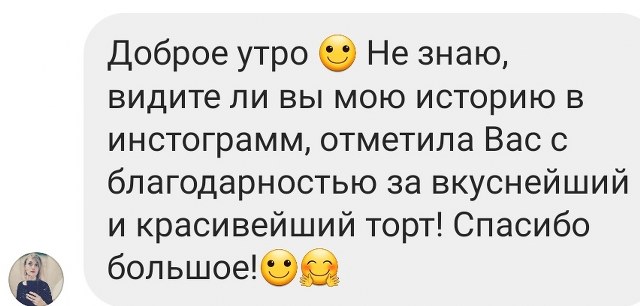 Доброе утро 🙂 Не знаю,
видите ли вы мою историю в
инстограмм, отметила Вас с
благодарностью за вкуснейший
и красивейший торт! Спасибо
большое!🙂🤗